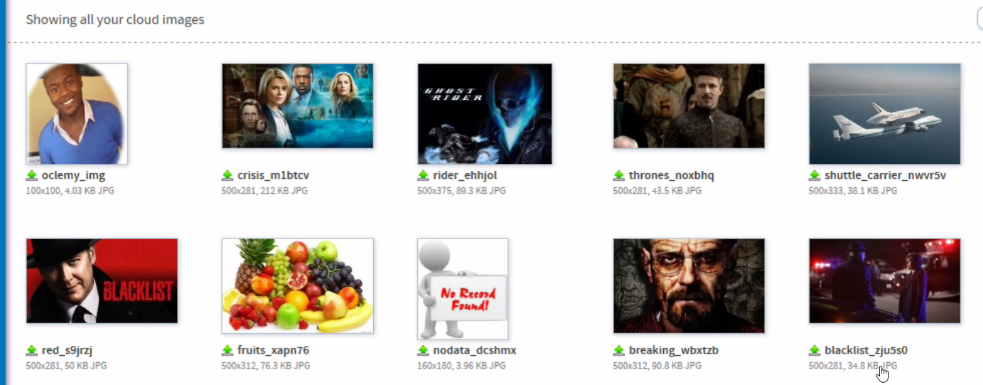 Showing all your cloud images
GHOST
RIDER
oclemy_img
100x100, 4.03 KB JPG
crisis_m1btcv
500x281, 212 KB JPG
rider_ehhjol
500x375, 89.3 KB JPG
thrones_noxbhq
500x281, 43.5 KB JPG
shuttle_carrier_nwvr5v
500x333, 38.1 KB JPG
BLACKLIST
No Record
Found!
red_s9jrzj
500x281, 50 KB JPG
fruits_xapn76
500x312, 76.3 KB JPG
nodata_dcshmx
160x180, 3.96 KB JPG
breaking_wbxtzb
500x312, 90.8 KB JPG
blacklist_zju5s0
500x281, 34.8 KB JPG